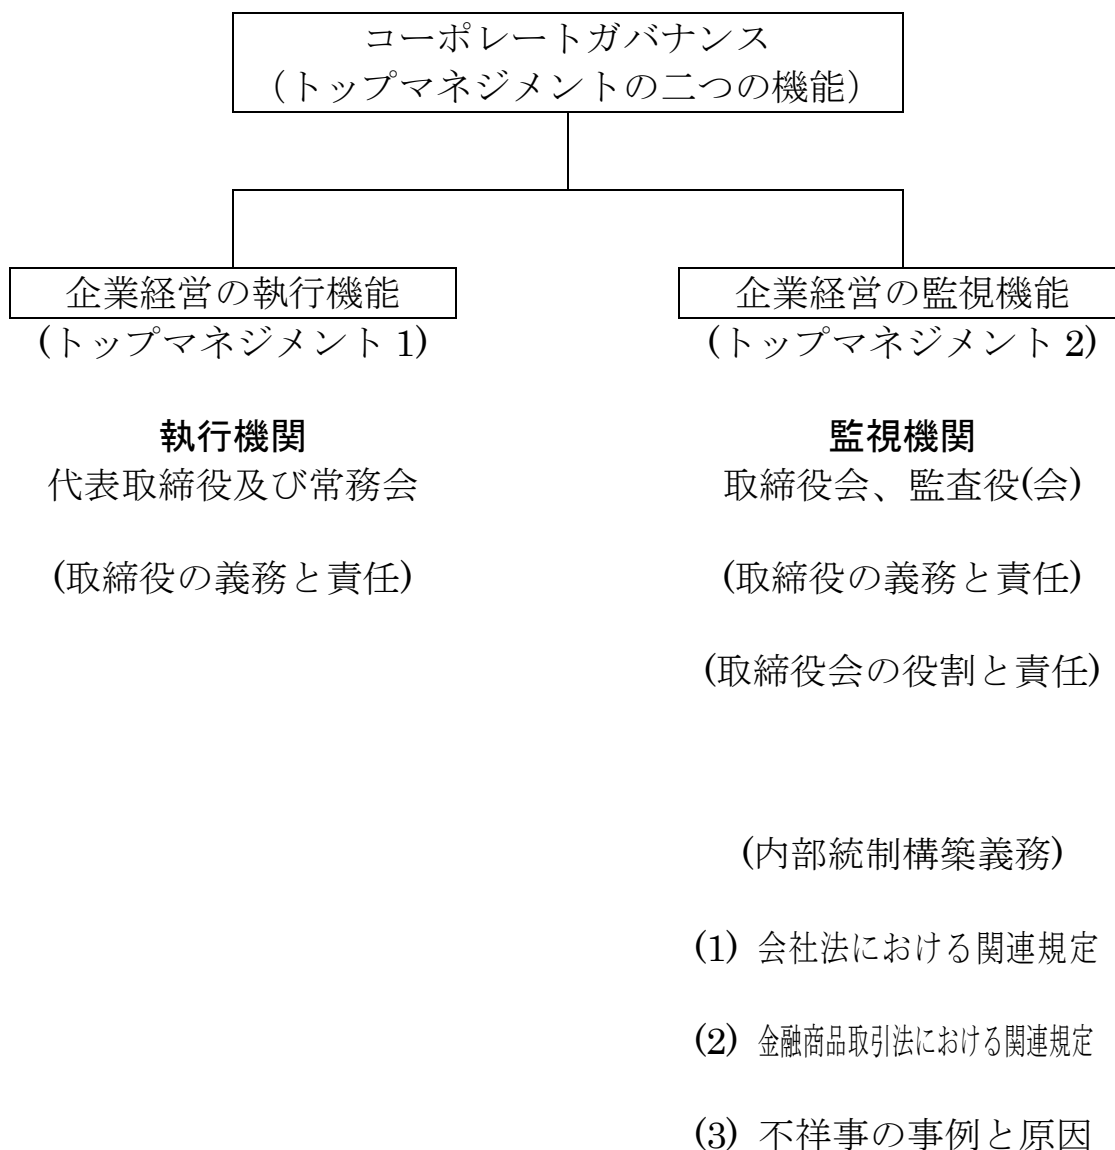 コーポレートガバナンス
（トップマネジメントの二つの機能）
企業経営の執行機能
(トップマネジメント 1)
執行機関
代表取締役及び常務会
(取締役の義務と責任)
企業経営の監視機能
(トップマネジメント 2)
監視機関
取締役会、監査役(会)
(取締役の義務と責任)
(取締役会の役割と責任)
(内部統制構築義務)
(1) 会社法における関連規定
(2) 金融商品取引法における関連規定
(3) 不祥事の事例と原因